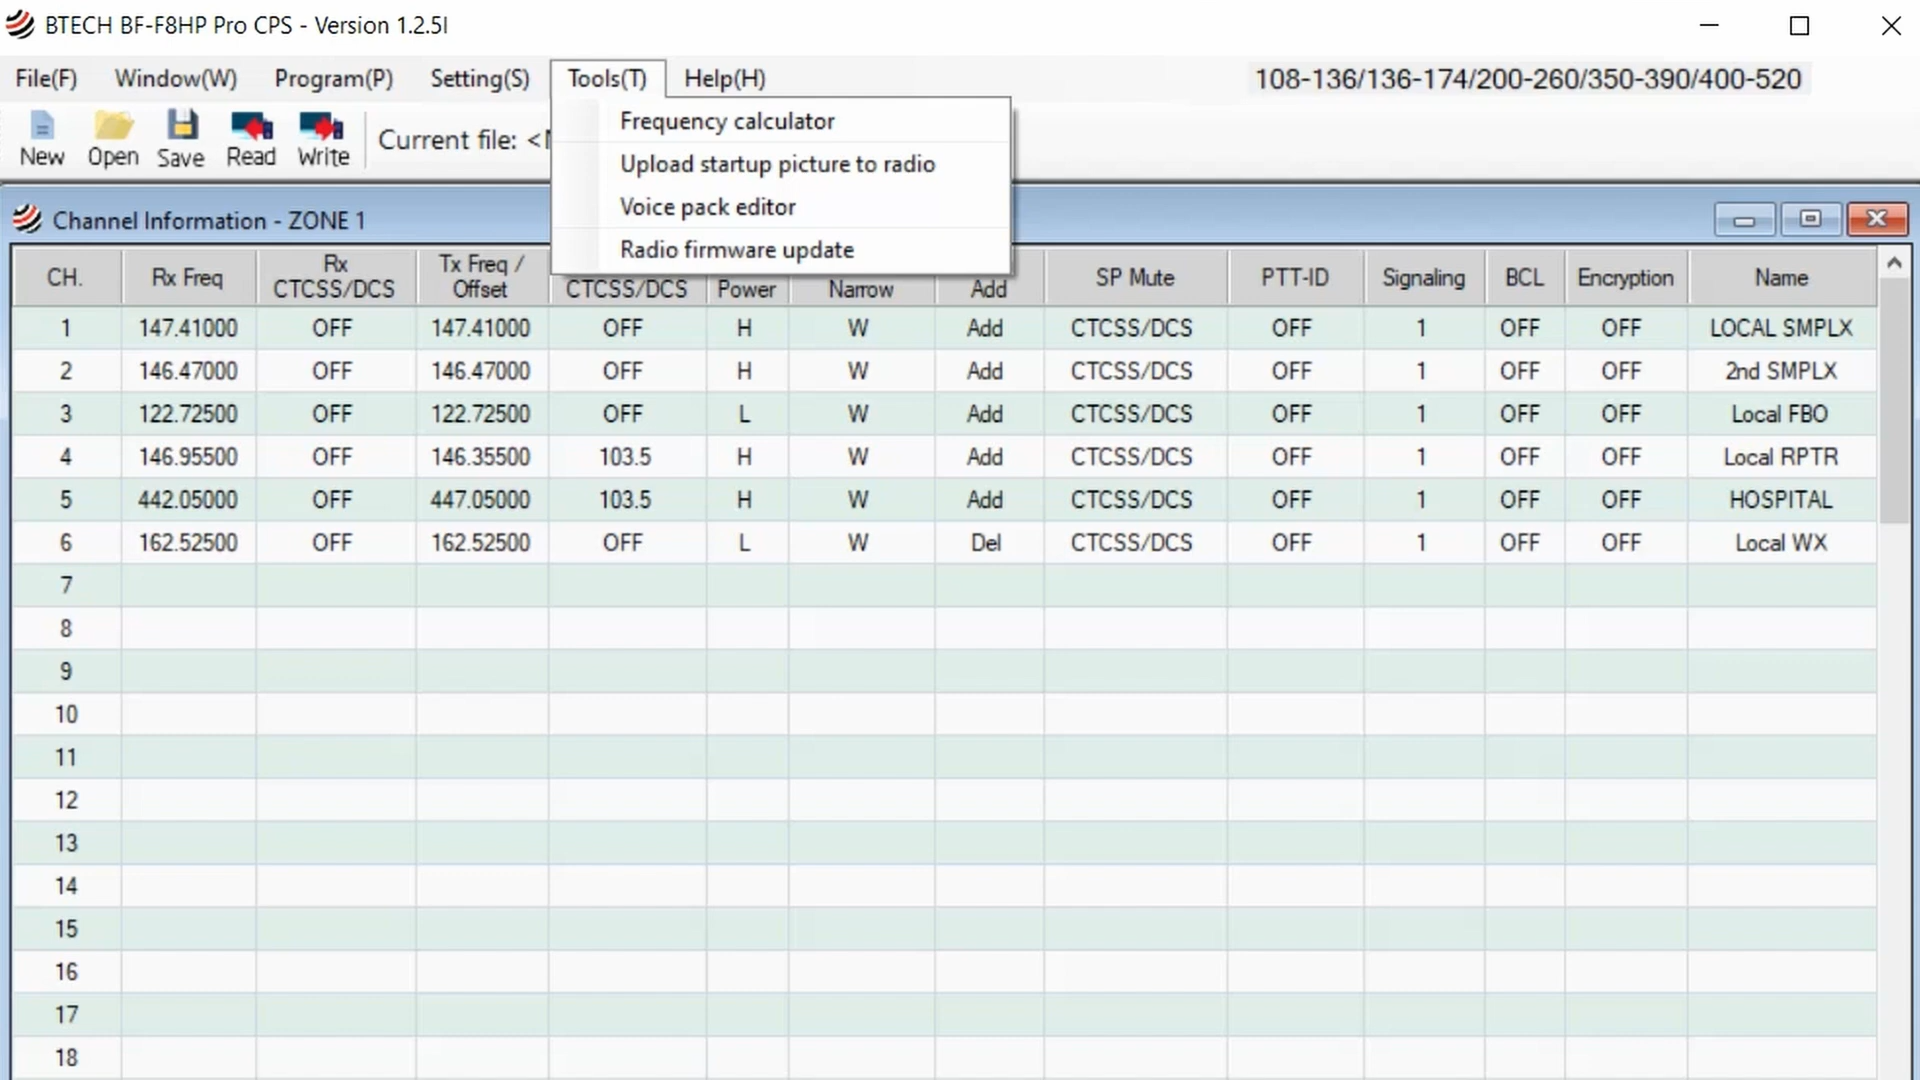 BTECH BF-F8HP Pro CPS - Version 1.2.5I
File(F) Window(W) Program(P) Setting(S) Tools(T) Help(H) 108-136/136-174/200-260/350-390/400-520
New Open Save Read Write Current file: <
Frequency calculator
Upload startup picture to radio
Voice pack editor
Radio firmware update
Channel Information - ZONE 1
CH. Rx Freq Rx CTCSS/DCS Tx Freq / Offset CTCSS/DCS Power Narrow Add SP Mute PTT-ID Signaling BCL Encryption Name
1 147.41000 OFF 147.41000 OFF H W Add CTCSS/DCS OFF 1 OFF OFF LOCAL SMPLX
2 146.47000 OFF 146.47000 OFF H W Add CTCSS/DCS OFF 1 OFF OFF 2nd SMPLX
3 122.72500 OFF 122.72500 OFF L W Add CTCSS/DCS OFF 1 OFF OFF Local FBO
4 146.95500 OFF 146.35500 103.5 H W Add CTCSS/DCS OFF 1 OFF OFF Local RPTR
5 442.05000 OFF 447.05000 103.5 H W Add CTCSS/DCS OFF 1 OFF OFF HOSPITAL
6 162.52500 OFF 162.52500 OFF L W Del CTCSS/DCS OFF 1 OFF OFF Local WX
7
8
9
10
11
12
13
14
15
16
17
18